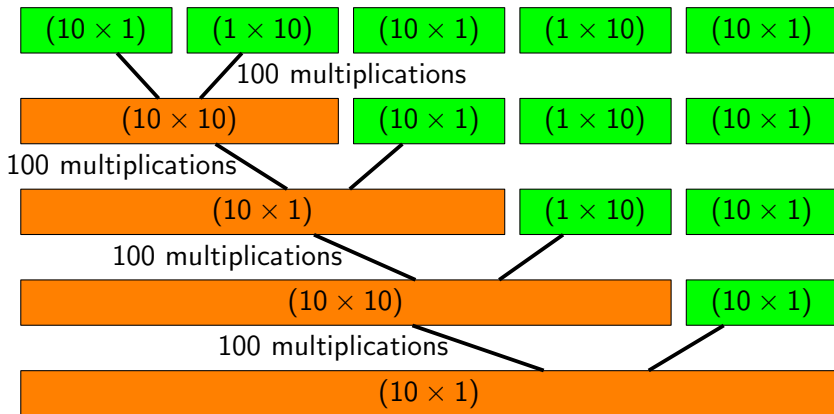 (10 × 1) (1 × 10) (10 × 1) (1 × 10) (10 × 1)
100 multiplications
(10 × 10) (10 × 1) (1 × 10) (10 × 1)
100 multiplications
(10 × 1) (1 × 10) (10 × 1)
100 multiplications
(10 × 10) (10 × 1)
100 multiplications
(10 × 1)